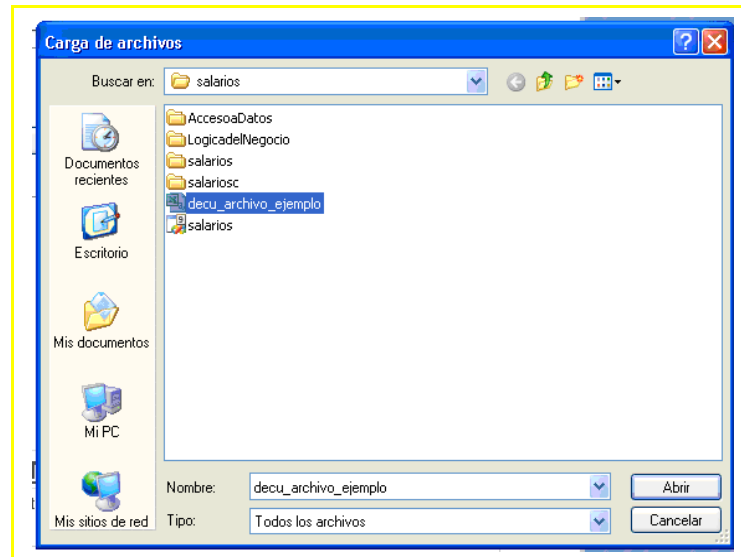 Carga de archivos
Buscar en: salarios
AccesoaDatos
LogicadelNegocio
salarios
salariosc
decu_archivo_ejemplo
salarios
Documentos
recientes
Escritorio
Mis documentos
Mi PC
Mis sitios de red
Nombre: decu_archivo_ejemplo Abrir
Tipo: Todos los archivos Cancelar